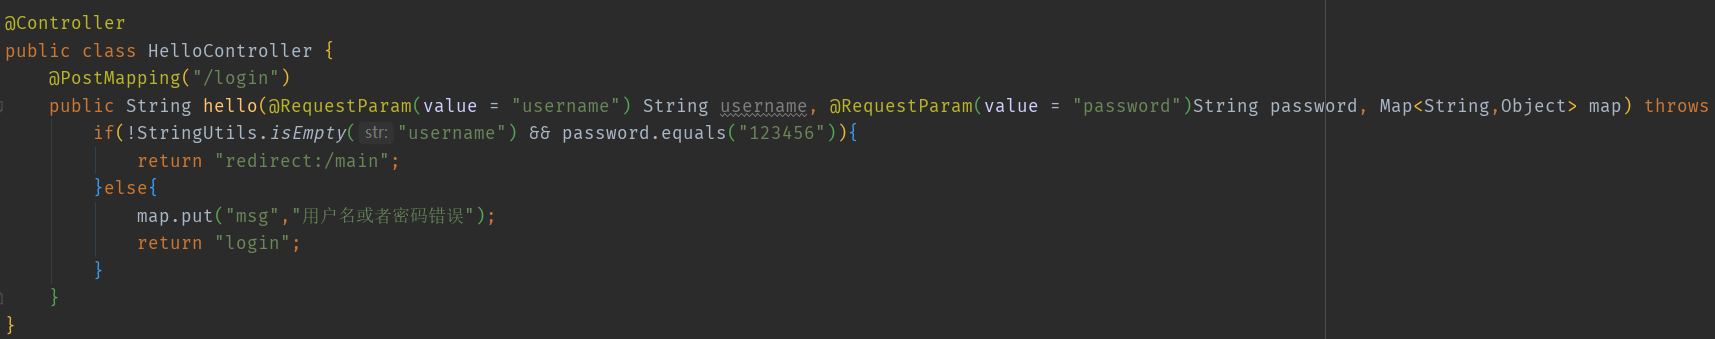 @Controller
public class HelloController {
    @PostMapping("/login")
    public String hello(@RequestParam(value = "username") String username, @RequestParam(value = "password")String password, Map<String,Object> map) throws
        if(!StringUtils.isEmpty( str: "username") && password.equals("123456")){
            return "redirect:/main";
        }else{
            map.put("msg","用户名或者密码错误");
            return "login";
        }
    }
}